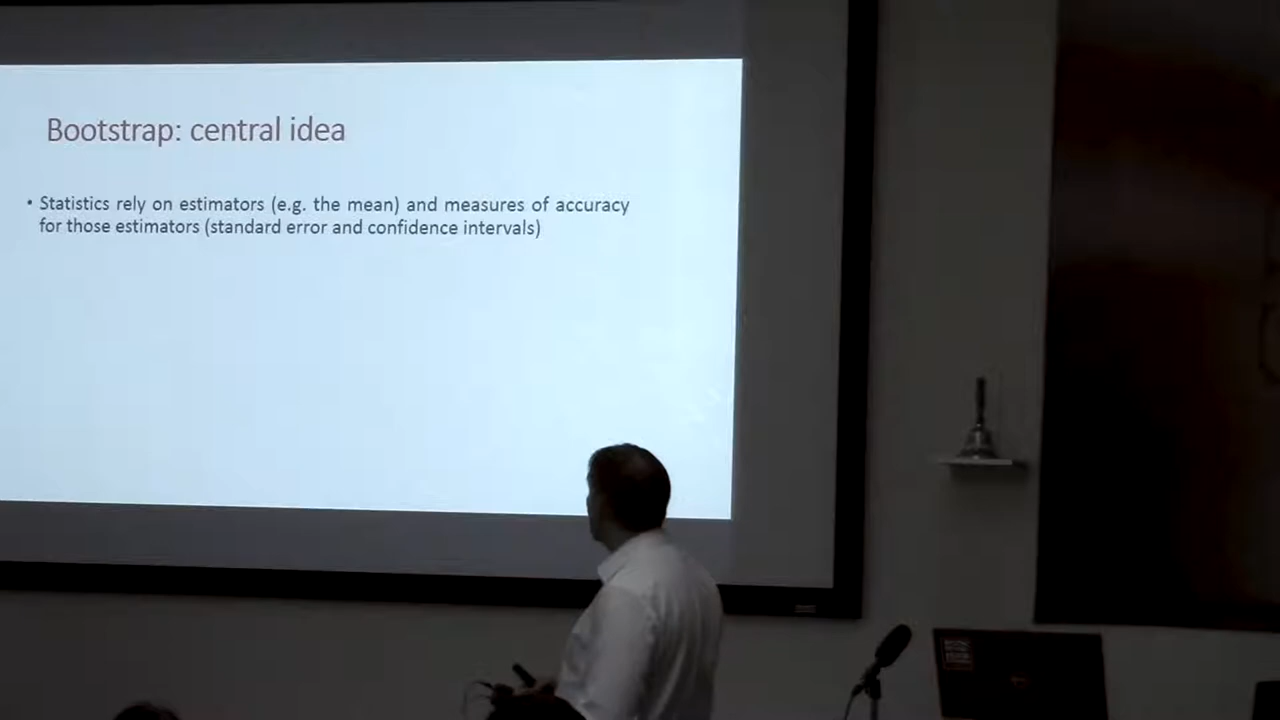 Bootstrap: central idea
• Statistics rely on estimators (e.g. the mean) and measures of accuracy
for those estimators (standard error and confidence intervals)